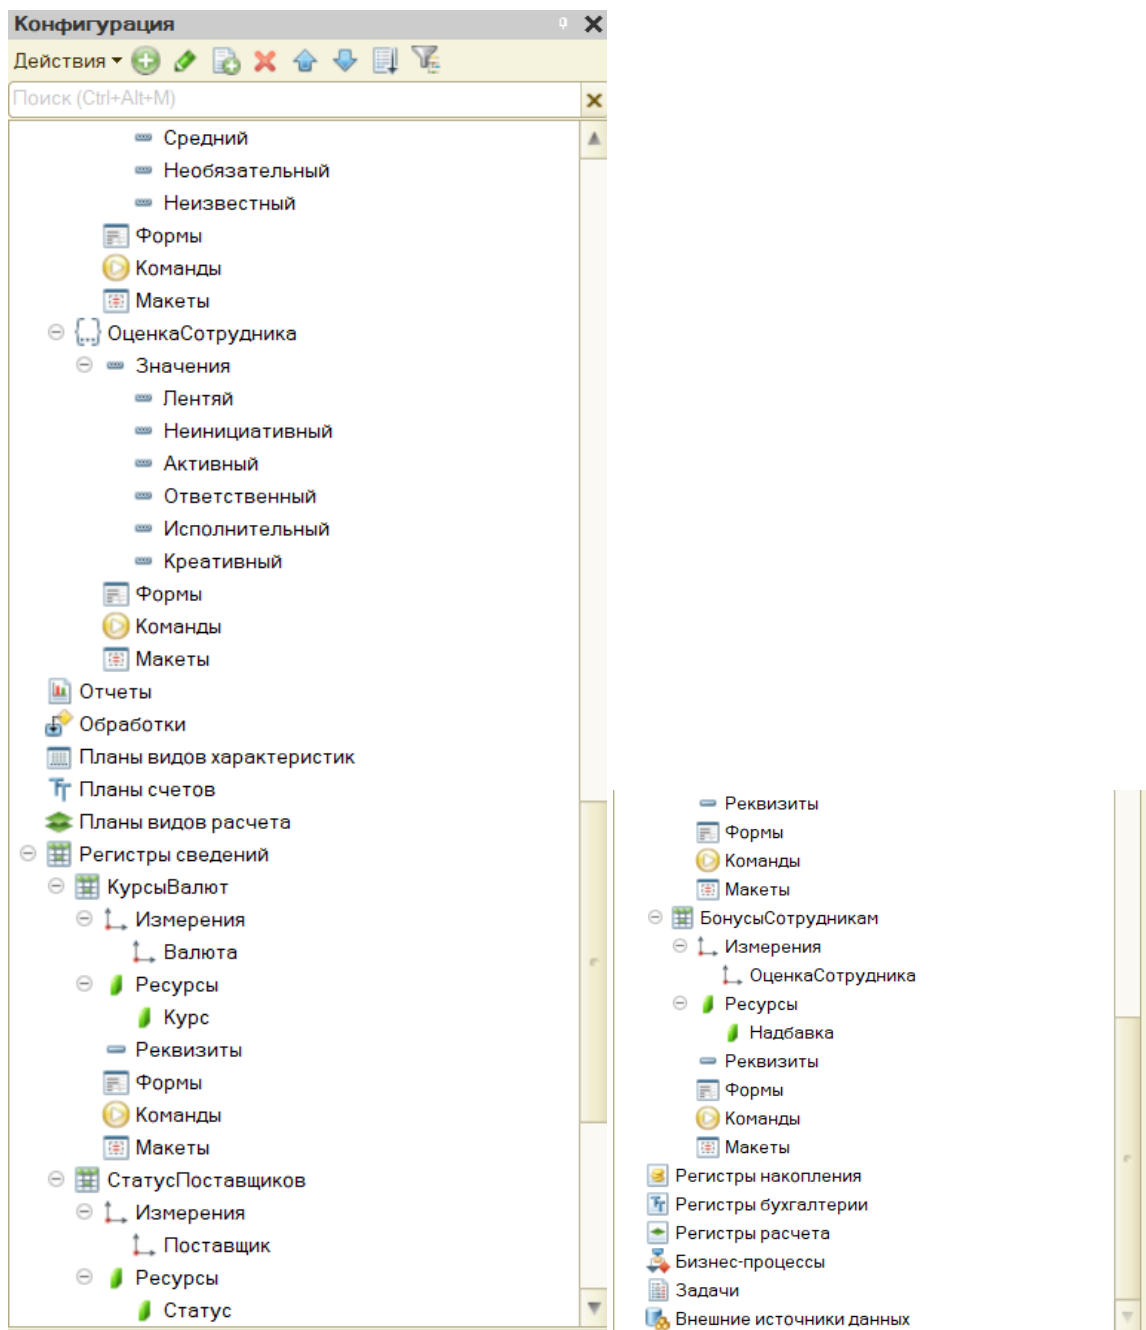 Конфигурация
Действия
Поиск (Ctrl+Alt+M)
Средний
Необязательный
Неизвестный
Формы
Команды
Макеты
ОценкаСотрудника
Значения
Лентяй
Неинициативный
Активный
Ответственный
Исполнительный
Креативный
Формы
Команды
Макеты
Отчеты
Обработки
Планы видов характеристик
Планы счетов
Планы видов расчета
Регистры сведений
КурсыВалют
Измерения
Валюта
Ресурсы
Курс
Реквизиты
Формы
Команды
Макеты
СтатусПоставщиков
Измерения
Поставщик
Ресурсы
Статус
Реквизиты
Формы
Команды
Макеты
БонусыСотрудникам
Измерения
ОценкаСотрудника
Ресурсы
Надбавка
Реквизиты
Формы
Команды
Макеты
Регистры накопления
Регистры бухгалтерии
Регистры расчета
Бизнес-процессы
Задачи
Внешние источники данных